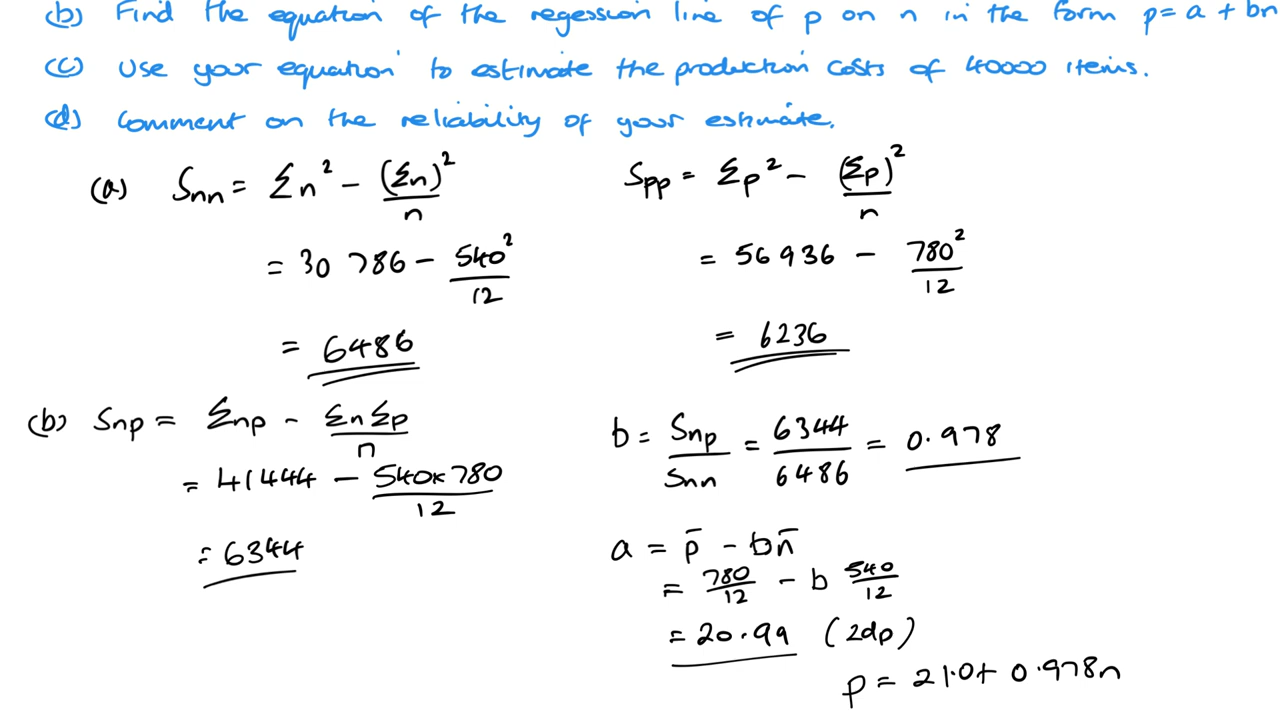 (b) Find the equation of the regression line of p on n in the form p = a + bn
(c) Use your equation to estimate the production costs of 40000 items.
(d) Comment on the reliability of your estimate.
(a) Snn = Σn² − (Σn)²/n
= 30 786 − 540²/12
= 6486
Spp = Σp² − (Σp)²/n
= 56 936 − 780²/12
= 6236
(b) Snp = Σnp − ΣnΣp/n
= 41444 − 540×780/12
= 6344
b = Snp/Snn = 6344/6486 = 0.978
a = p̄ − bn̄
= 780/12 − b 540/12
= 20.99 (2dp)
p = 21.0 + 0.978n